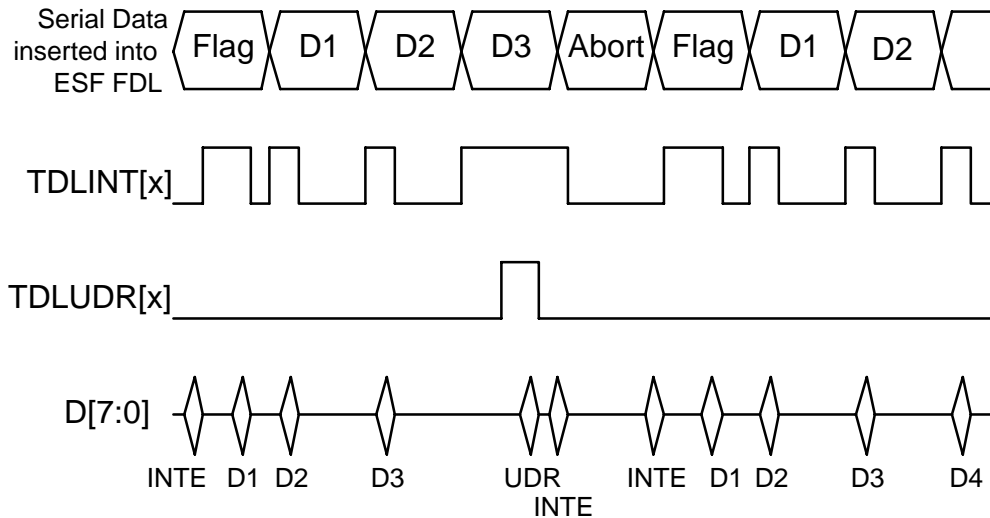 Serial Data
inserted into
ESF FDL
Flag D1 D2 D3 Abort Flag D1 D2
TDLINT[x]
TDLUDR[x]
D[7:0]
INTE D1 D2 D3 UDR INTE D1 D2 D3 D4
INTE